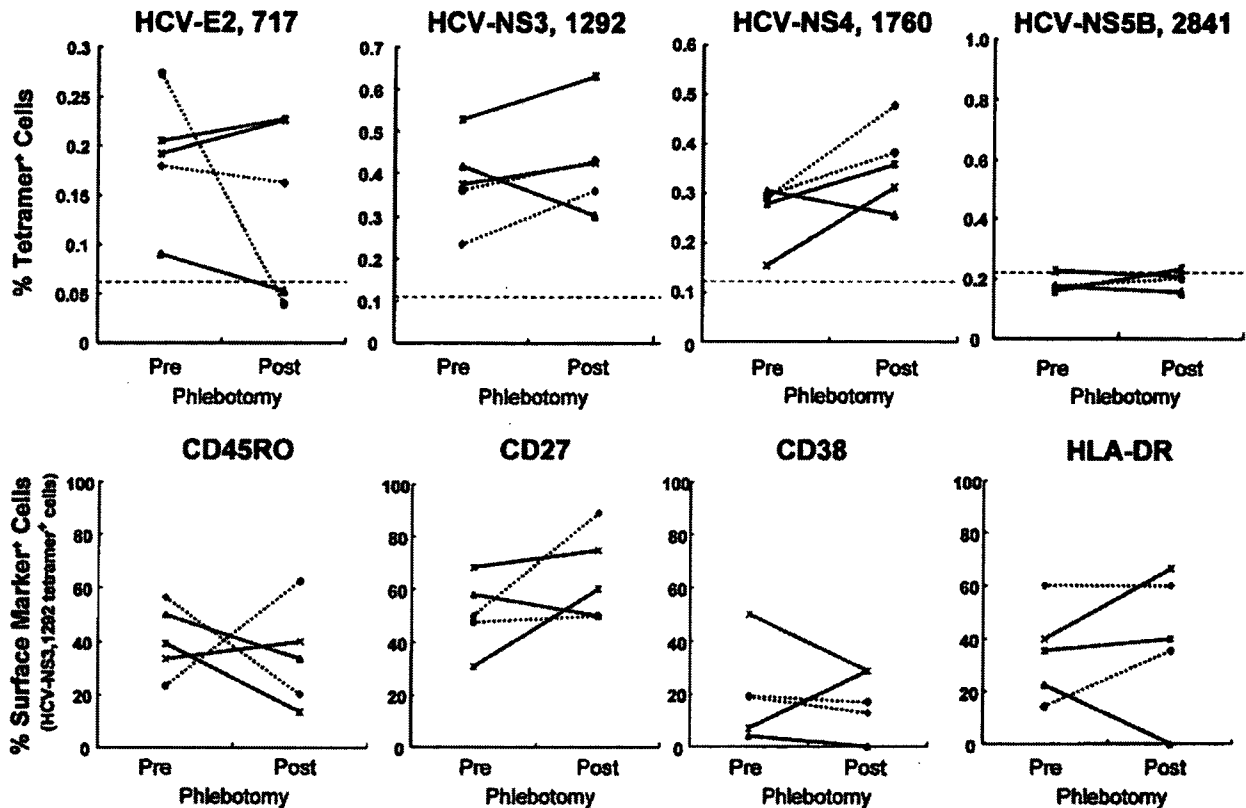 HCV-E2, 717
HCV-NS3, 1292
HCV-NS4, 1760
HCV-NS5B, 2841
% Tetramer⁺ Cells
0.3
0.25
0.2
0.15
0.1
0.05
0
Pre
Post
Phlebotomy
0.7
0.6
0.5
0.4
0.3
0.2
0.1
0
Pre
Post
Phlebotomy
0.6
0.5
0.4
0.3
0.2
0.1
0
Pre
Post
Phlebotomy
1.0
0.8
0.6
0.4
0.2
0
Pre
Post
Phlebotomy
CD45RO
CD27
CD38
HLA-DR
% Surface Marker⁺ Cells
(HCV-NS3,1292 tetramer⁺ cells)
100
80
60
40
20
0
Pre
Post
Phlebotomy
100
80
60
40
20
0
Pre
Post
Phlebotomy
100
80
60
40
20
0
Pre
Post
Phlebotomy
100
80
60
40
20
0
Pre
Post
Phlebotomy